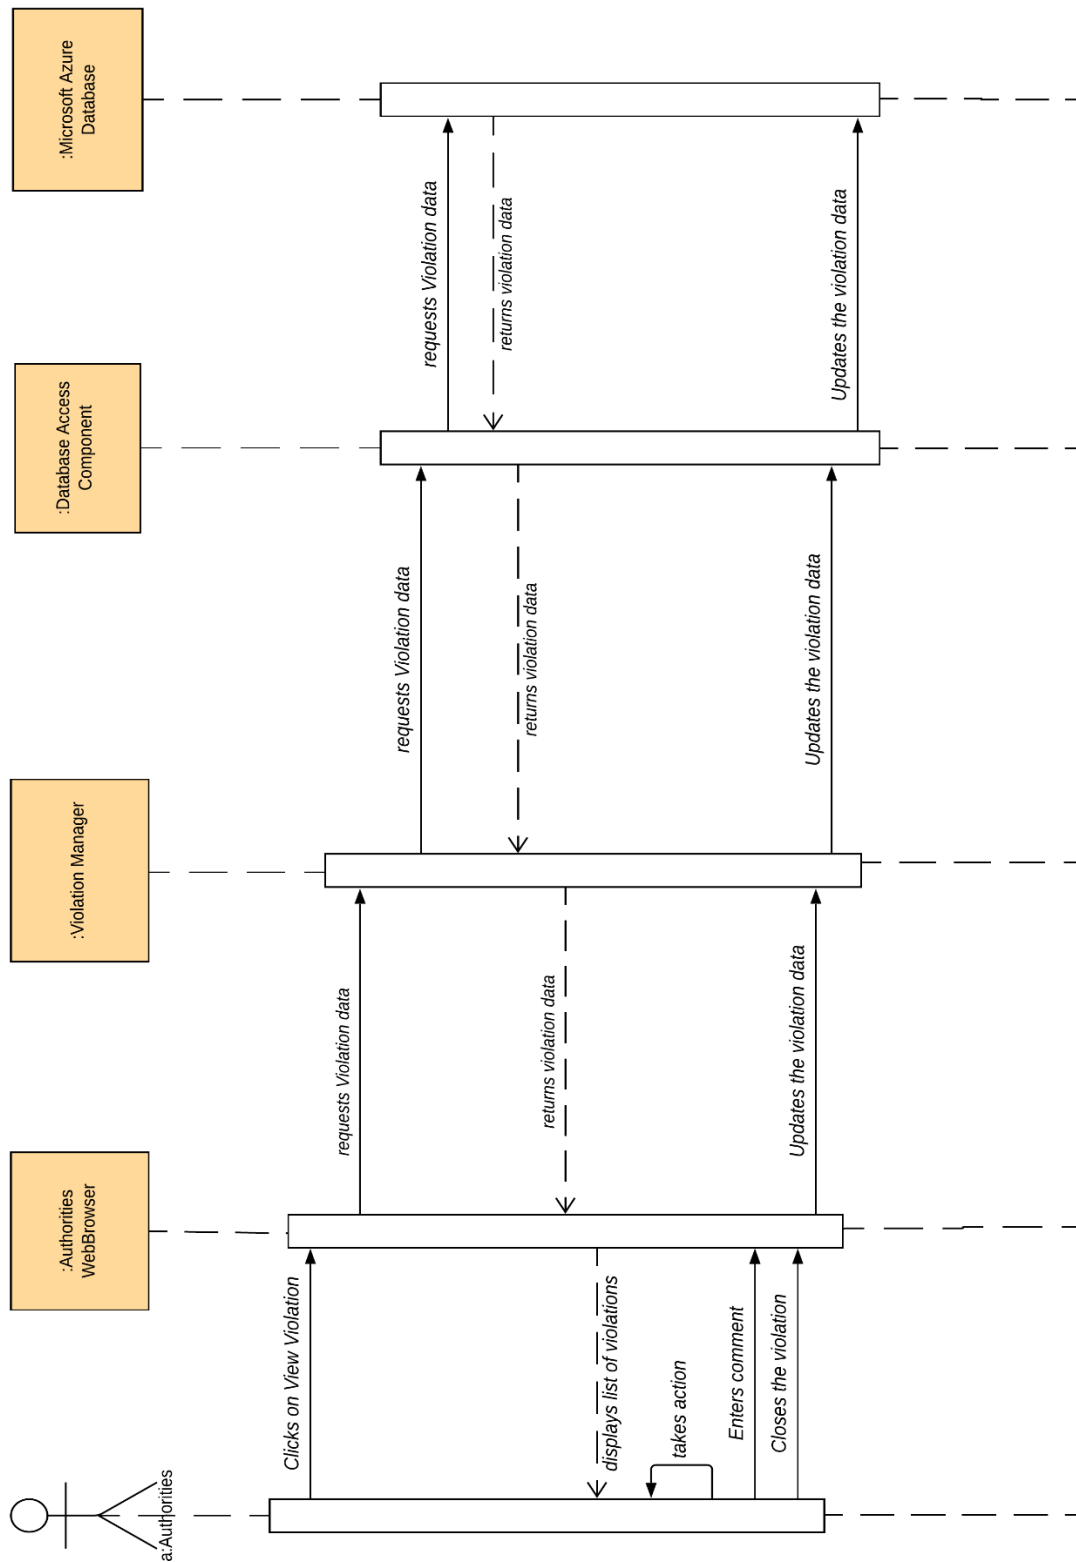 a:Authorities
:Authorities
WebBrowser
:Violation Manager
:Database Access
Component
:Microsoft Azure
Database
Clicks on View Violation
requests Violation data
requests Violation data
requests Violation data
returns violation data
returns violation data
returns violation data
displays list of violations
takes action
Enters comment
Closes the violation
Updates the violation data
Updates the violation data
Updates the violation data